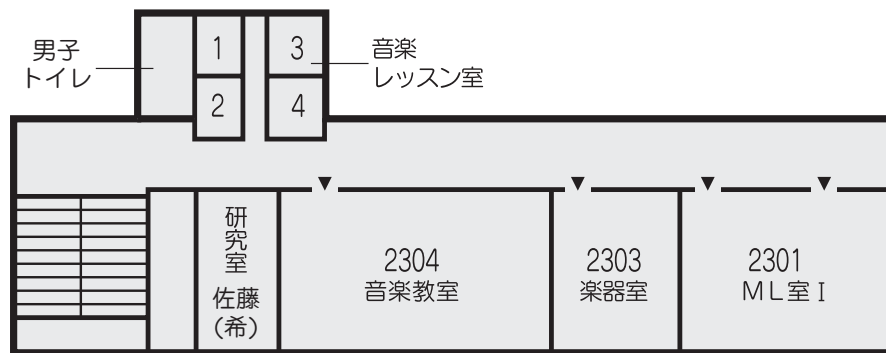 男子
トイレ
1
3
音楽
レッスン室
2
4
研究室
佐藤
(希)
2304
音楽教室
2303
楽器室
2301
ML室 I